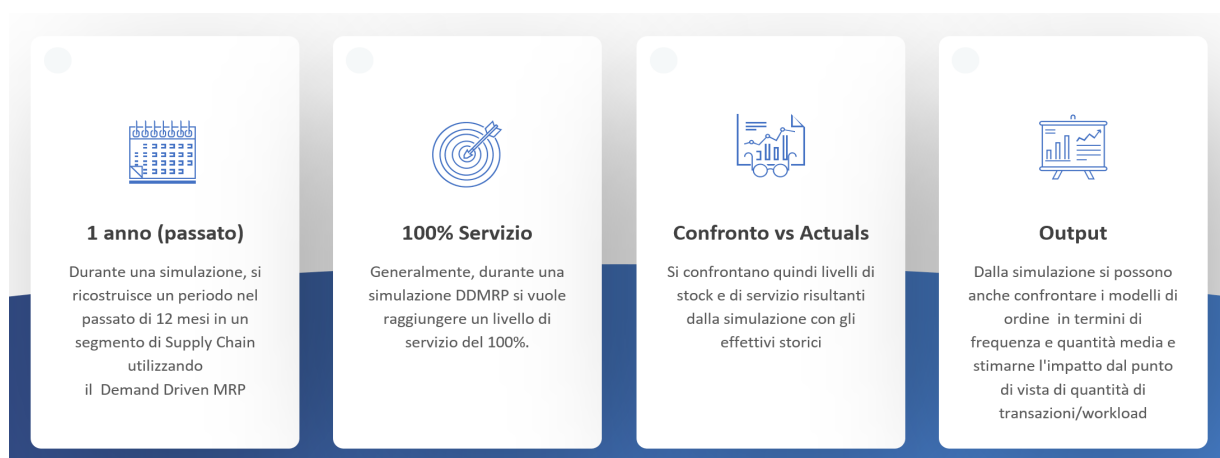 1 anno (passato)
Durante una simulazione, si
ricostruisce un periodo nel
passato di 12 mesi in un
segmento di Supply Chain
utilizzando
il  Demand Driven MRP
100% Servizio
Generalmente, durante una
simulazione DDMRP si vuole
raggiungere un livello di
servizio del 100%.
Confronto vs Actuals
Si confrontano quindi livelli di
stock e di servizio risultanti
dalla simulazione con gli
effettivi storici
Output
Dalla simulazione si possono
anche confrontare i modelli di
ordine  in termini di
frequenza e quantità media e
stimarne l'impatto dal punto
di vista di quantità di
transazioni/workload